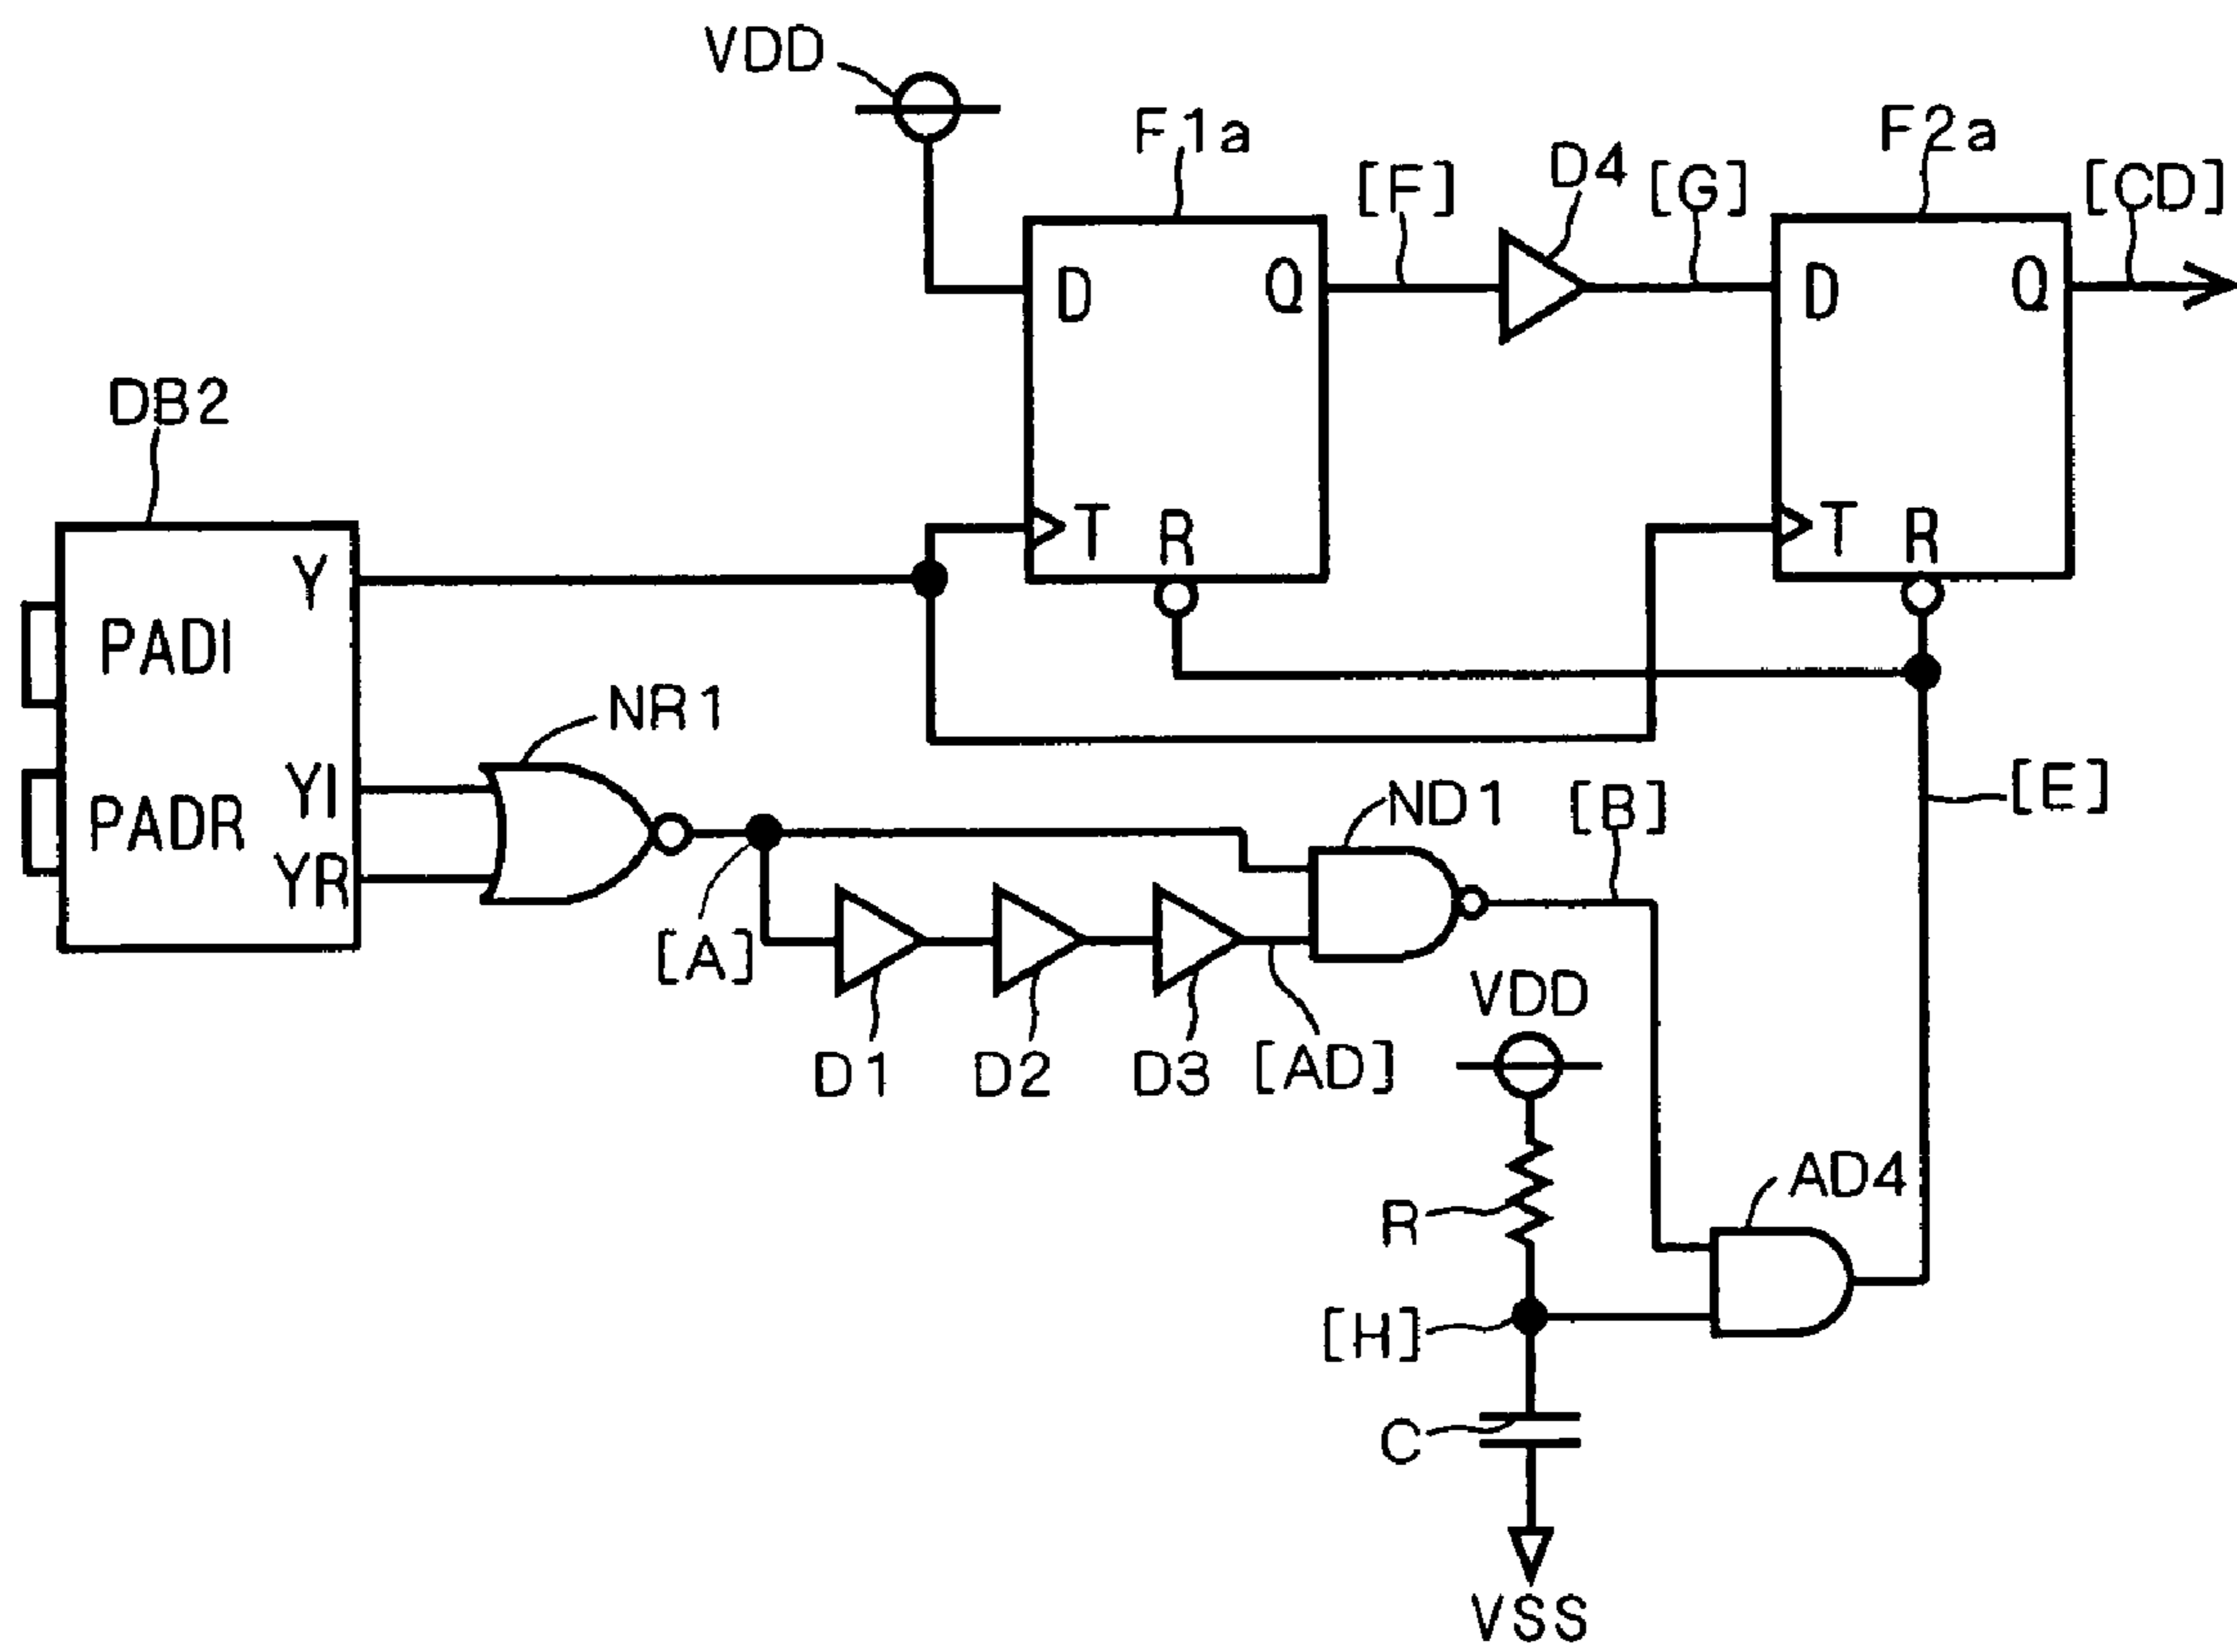 VDD
F1a
[F]
D4
[G]
F2a
[CD]
D
Q
D
Q
DB2
T
R
T
R
Y
PADI
NR1
YI
PADR
YR
ND1
[B]
[E]
[A]
D1
D2
D3
[AD]
VDD
R
AD4
[H]
C
VSS